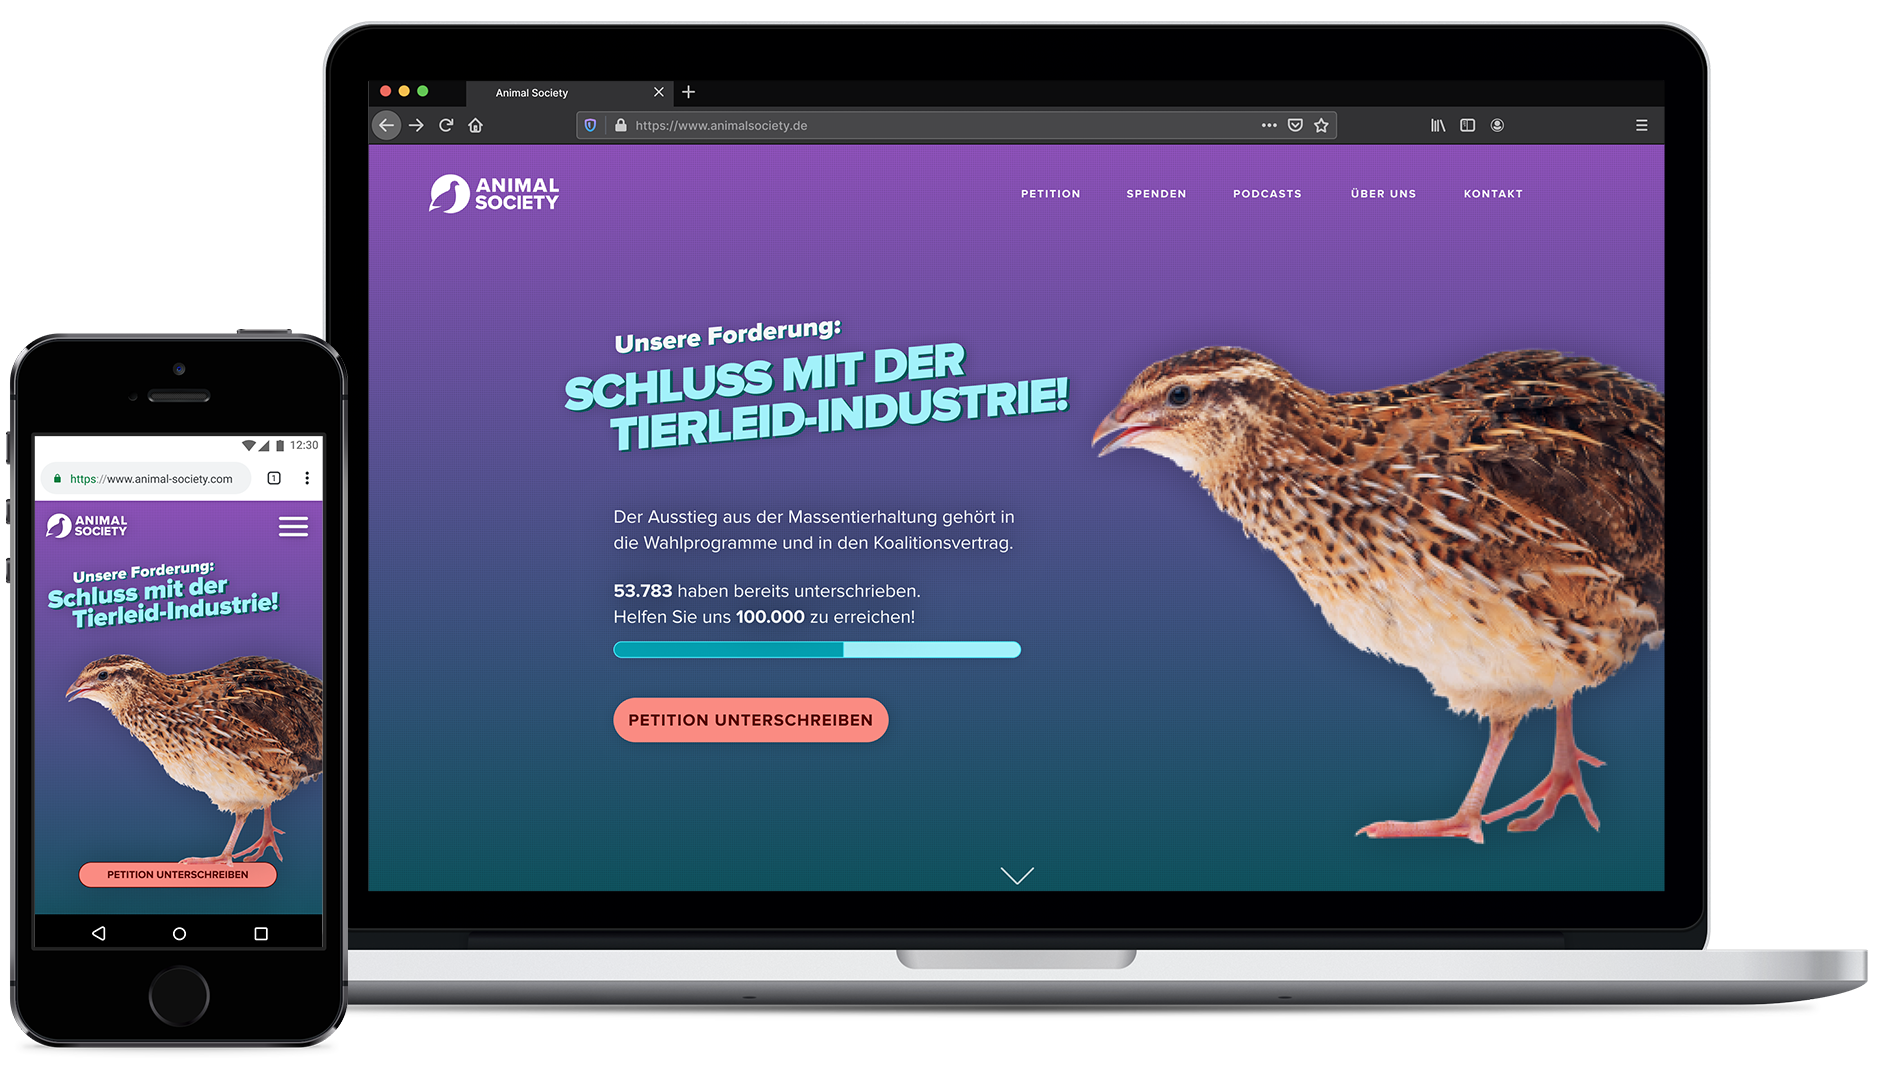 Animal Society
https://www.animalsociety.de
ANIMAL
SOCIETY
PETITION SPENDEN PODCASTS ÜBER UNS KONTAKT
Unsere Forderung:
SCHLUSS MIT DER
TIERLEID-INDUSTRIE!
Der Ausstieg aus der Massentierhaltung gehört in
die Wahlprogramme und in den Koalitionsvertrag.
53.783 haben bereits unterschrieben.
Helfen Sie uns 100.000 zu erreichen!
PETITION UNTERSCHREIBEN
12:30
https://www.animal-society.com
1
ANIMAL
SOCIETY
Unsere Forderung:
Schluss mit der
Tierleid-Industrie!
PETITION UNTERSCHREIBEN